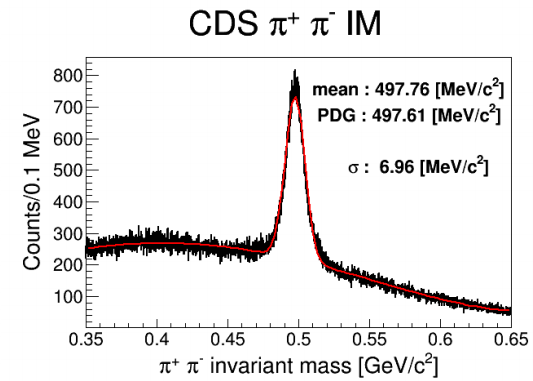 CDS π⁺ π⁻ IM
mean : 497.76 [MeV/c²]
PDG : 497.61 [MeV/c²]
σ : 6.96 [MeV/c²]
Counts/0.1 MeV
800
700
600
500
400
300
200
100
0
0.35 0.4 0.45 0.5 0.55 0.6 0.65
π⁺ π⁻ invariant mass [GeV/c²]